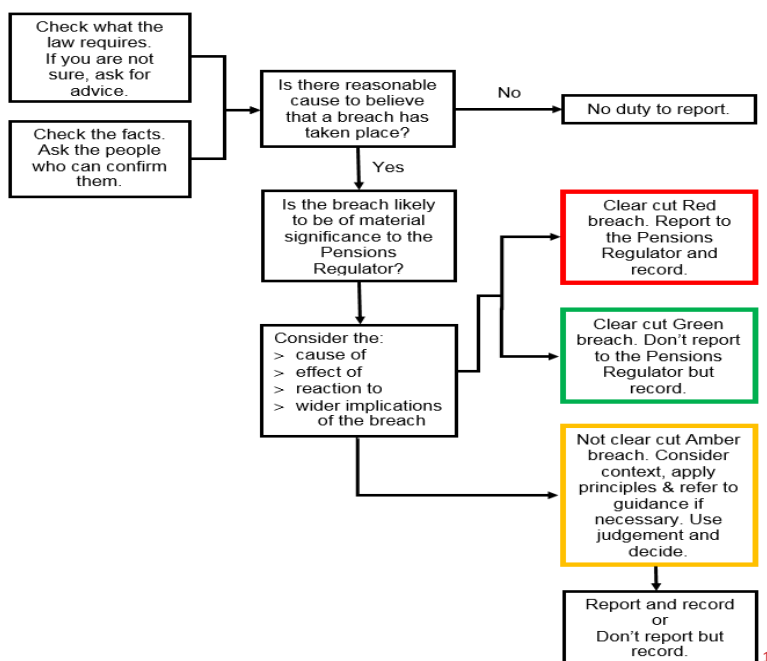 Check what the
law requires.
If you are not
sure, ask for
advice.
Check the facts.
Ask the people
who can confirm
them.
Is there reasonable
cause to believe
that a breach has
taken place?
No
No duty to report.
Yes
Is the breach likely
to be of material
significance to the
Pensions
Regulator?
Clear cut Red
breach. Report to
the Pensions
Regulator and
record.
Consider the:
> cause of
> effect of
> reaction to
> wider implications
of the breach
Clear cut Green
breach. Don't report
to the Pensions
Regulator but
record.
Not clear cut Amber
breach. Consider
context, apply
principles & refer to
guidance if
necessary. Use
judgement and
decide.
Report and record
or
Don't report but
record.
1